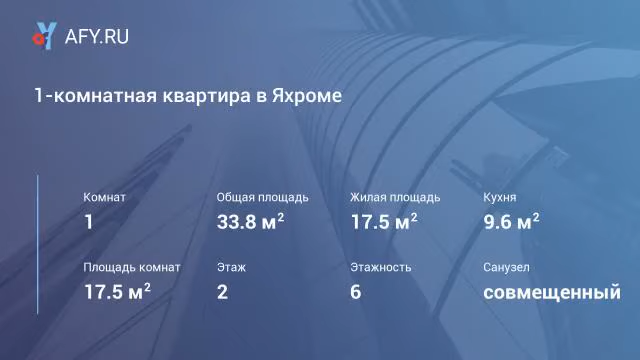 AFY.RU
1-комнатная квартира в Яхроме
Комнат
1
Общая площадь
33.8 м²
Жилая площадь
17.5 м²
Кухня
9.6 м²
Площадь комнат
17.5 м²
Этаж
2
Этажность
6
Санузел
совмещенный